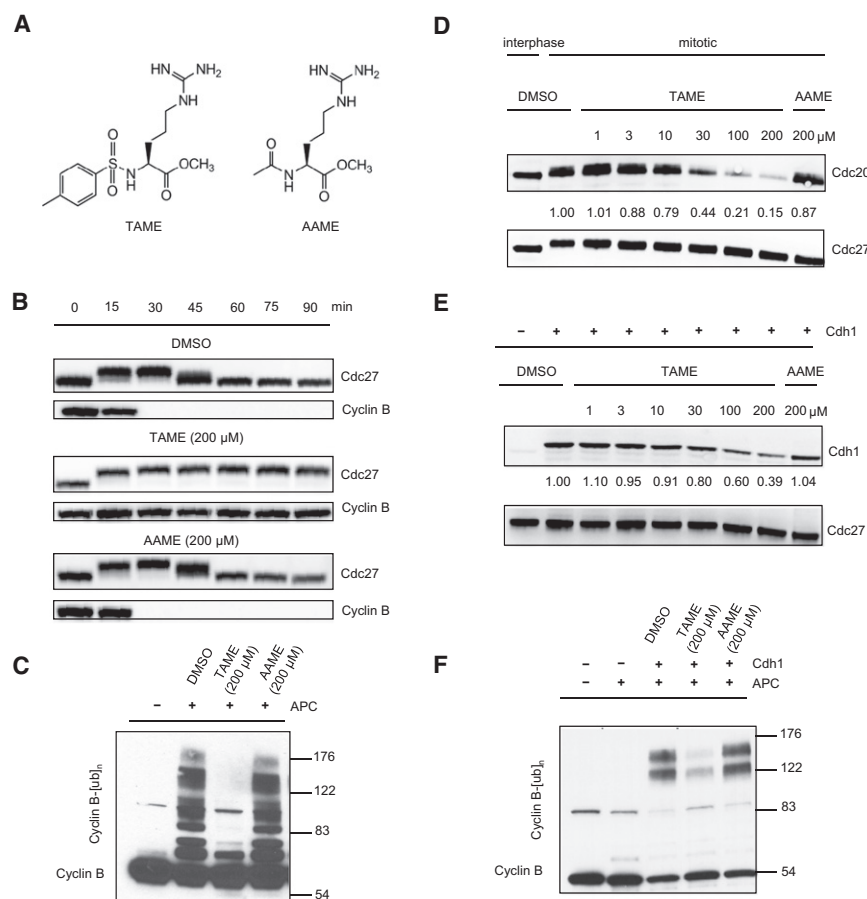 A
HN
NH2
NH
O
S
O
N
H
OCH3
O
TAME
HN
NH2
NH
O
N
H
OCH3
O
AAME
B
0 15 30 45 60 75 90 min
DMSO
Cdc27
Cyclin B
TAME (200 µM)
Cdc27
Cyclin B
AAME (200 µM)
Cdc27
Cyclin B
C
DMSO
TAME (200 µM)
AAME (200 µM)
– + + + APC
Cyclin B-[ub]n
Cyclin B
176
122
83
54
D
interphase mitotic
DMSO TAME AAME
1 3 10 30 100 200 200 µM
Cdc20
1.00 1.01 0.88 0.79 0.44 0.21 0.15 0.87
Cdc27
E
– + + + + + + + + Cdh1
DMSO TAME AAME
1 3 10 30 100 200 200 µM
Cdh1
1.00 1.10 0.95 0.91 0.80 0.60 0.39 1.04
Cdc27
F
DMSO
TAME (200 µM)
AAME (200 µM)
– – + + + Cdh1
– + + + + APC
Cyclin B-[ub]n
Cyclin B
176
122
83
54